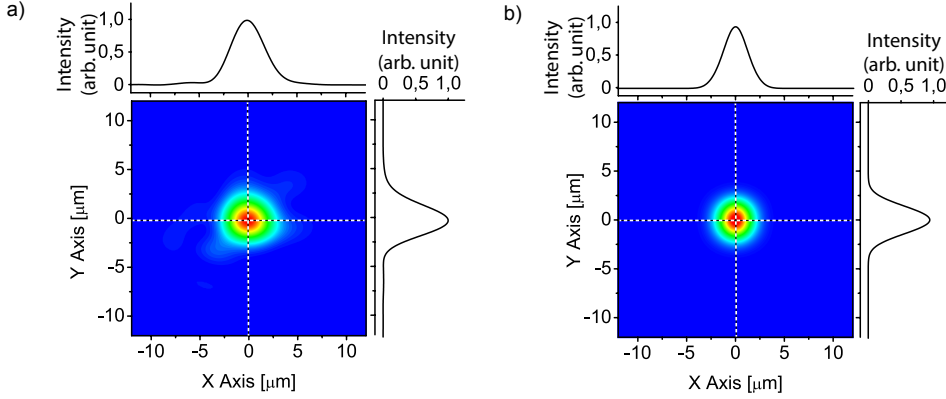 a)
Intensity
(arb. unit)
1,0
0,5
0
Intensity
(arb. unit)
0 0,5 1,0
Y Axis [μm]
10
5
0
-5
-10
-10 -5 0 5 10
X Axis [μm]
b)
Intensity
(arb. unit)
1,0
0,5
0
Intensity
(arb. unit)
0 0,5 1,0
Y Axis [μm]
10
5
0
-5
-10
-10 -5 0 5 10
X Axis [μm]